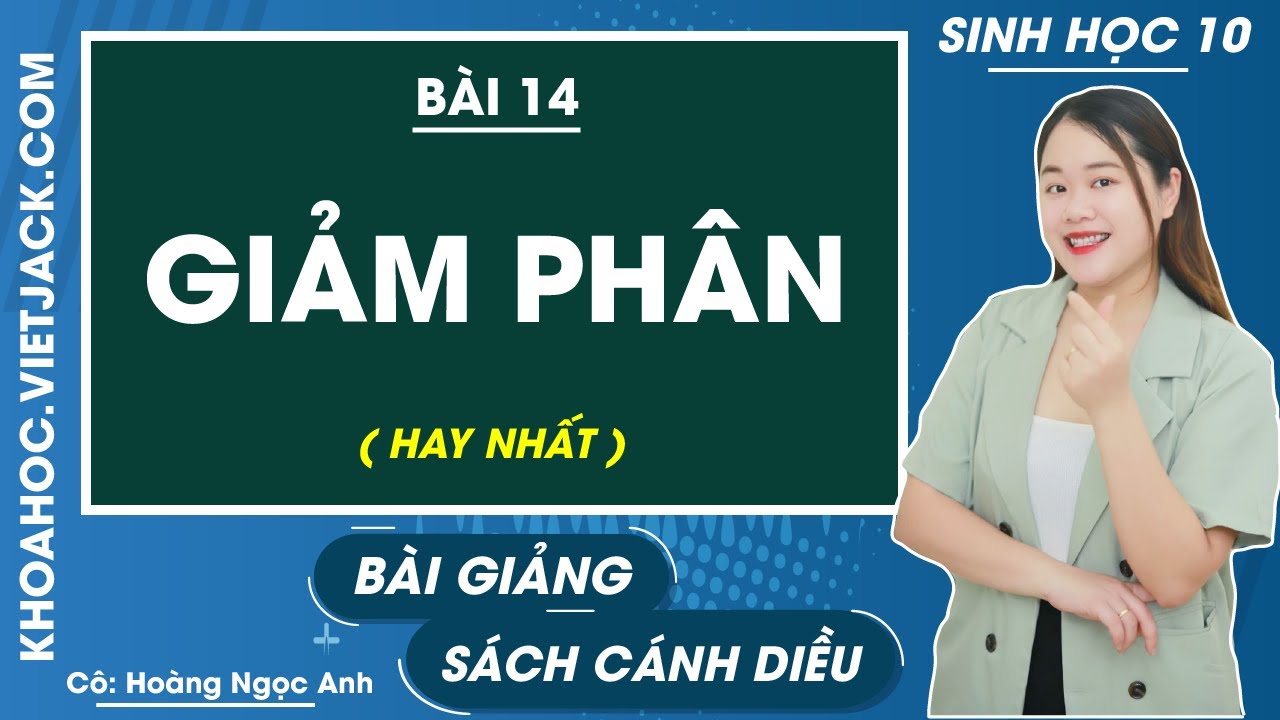 KHOAHOC.VIETJACK.COM
SINH HỌC 10
BÀI 14
GIẢM PHÂN
( HAY NHẤT )
BÀI GIẢNG
SÁCH CÁNH DIỀU
Cô: Hoàng Ngọc Anh